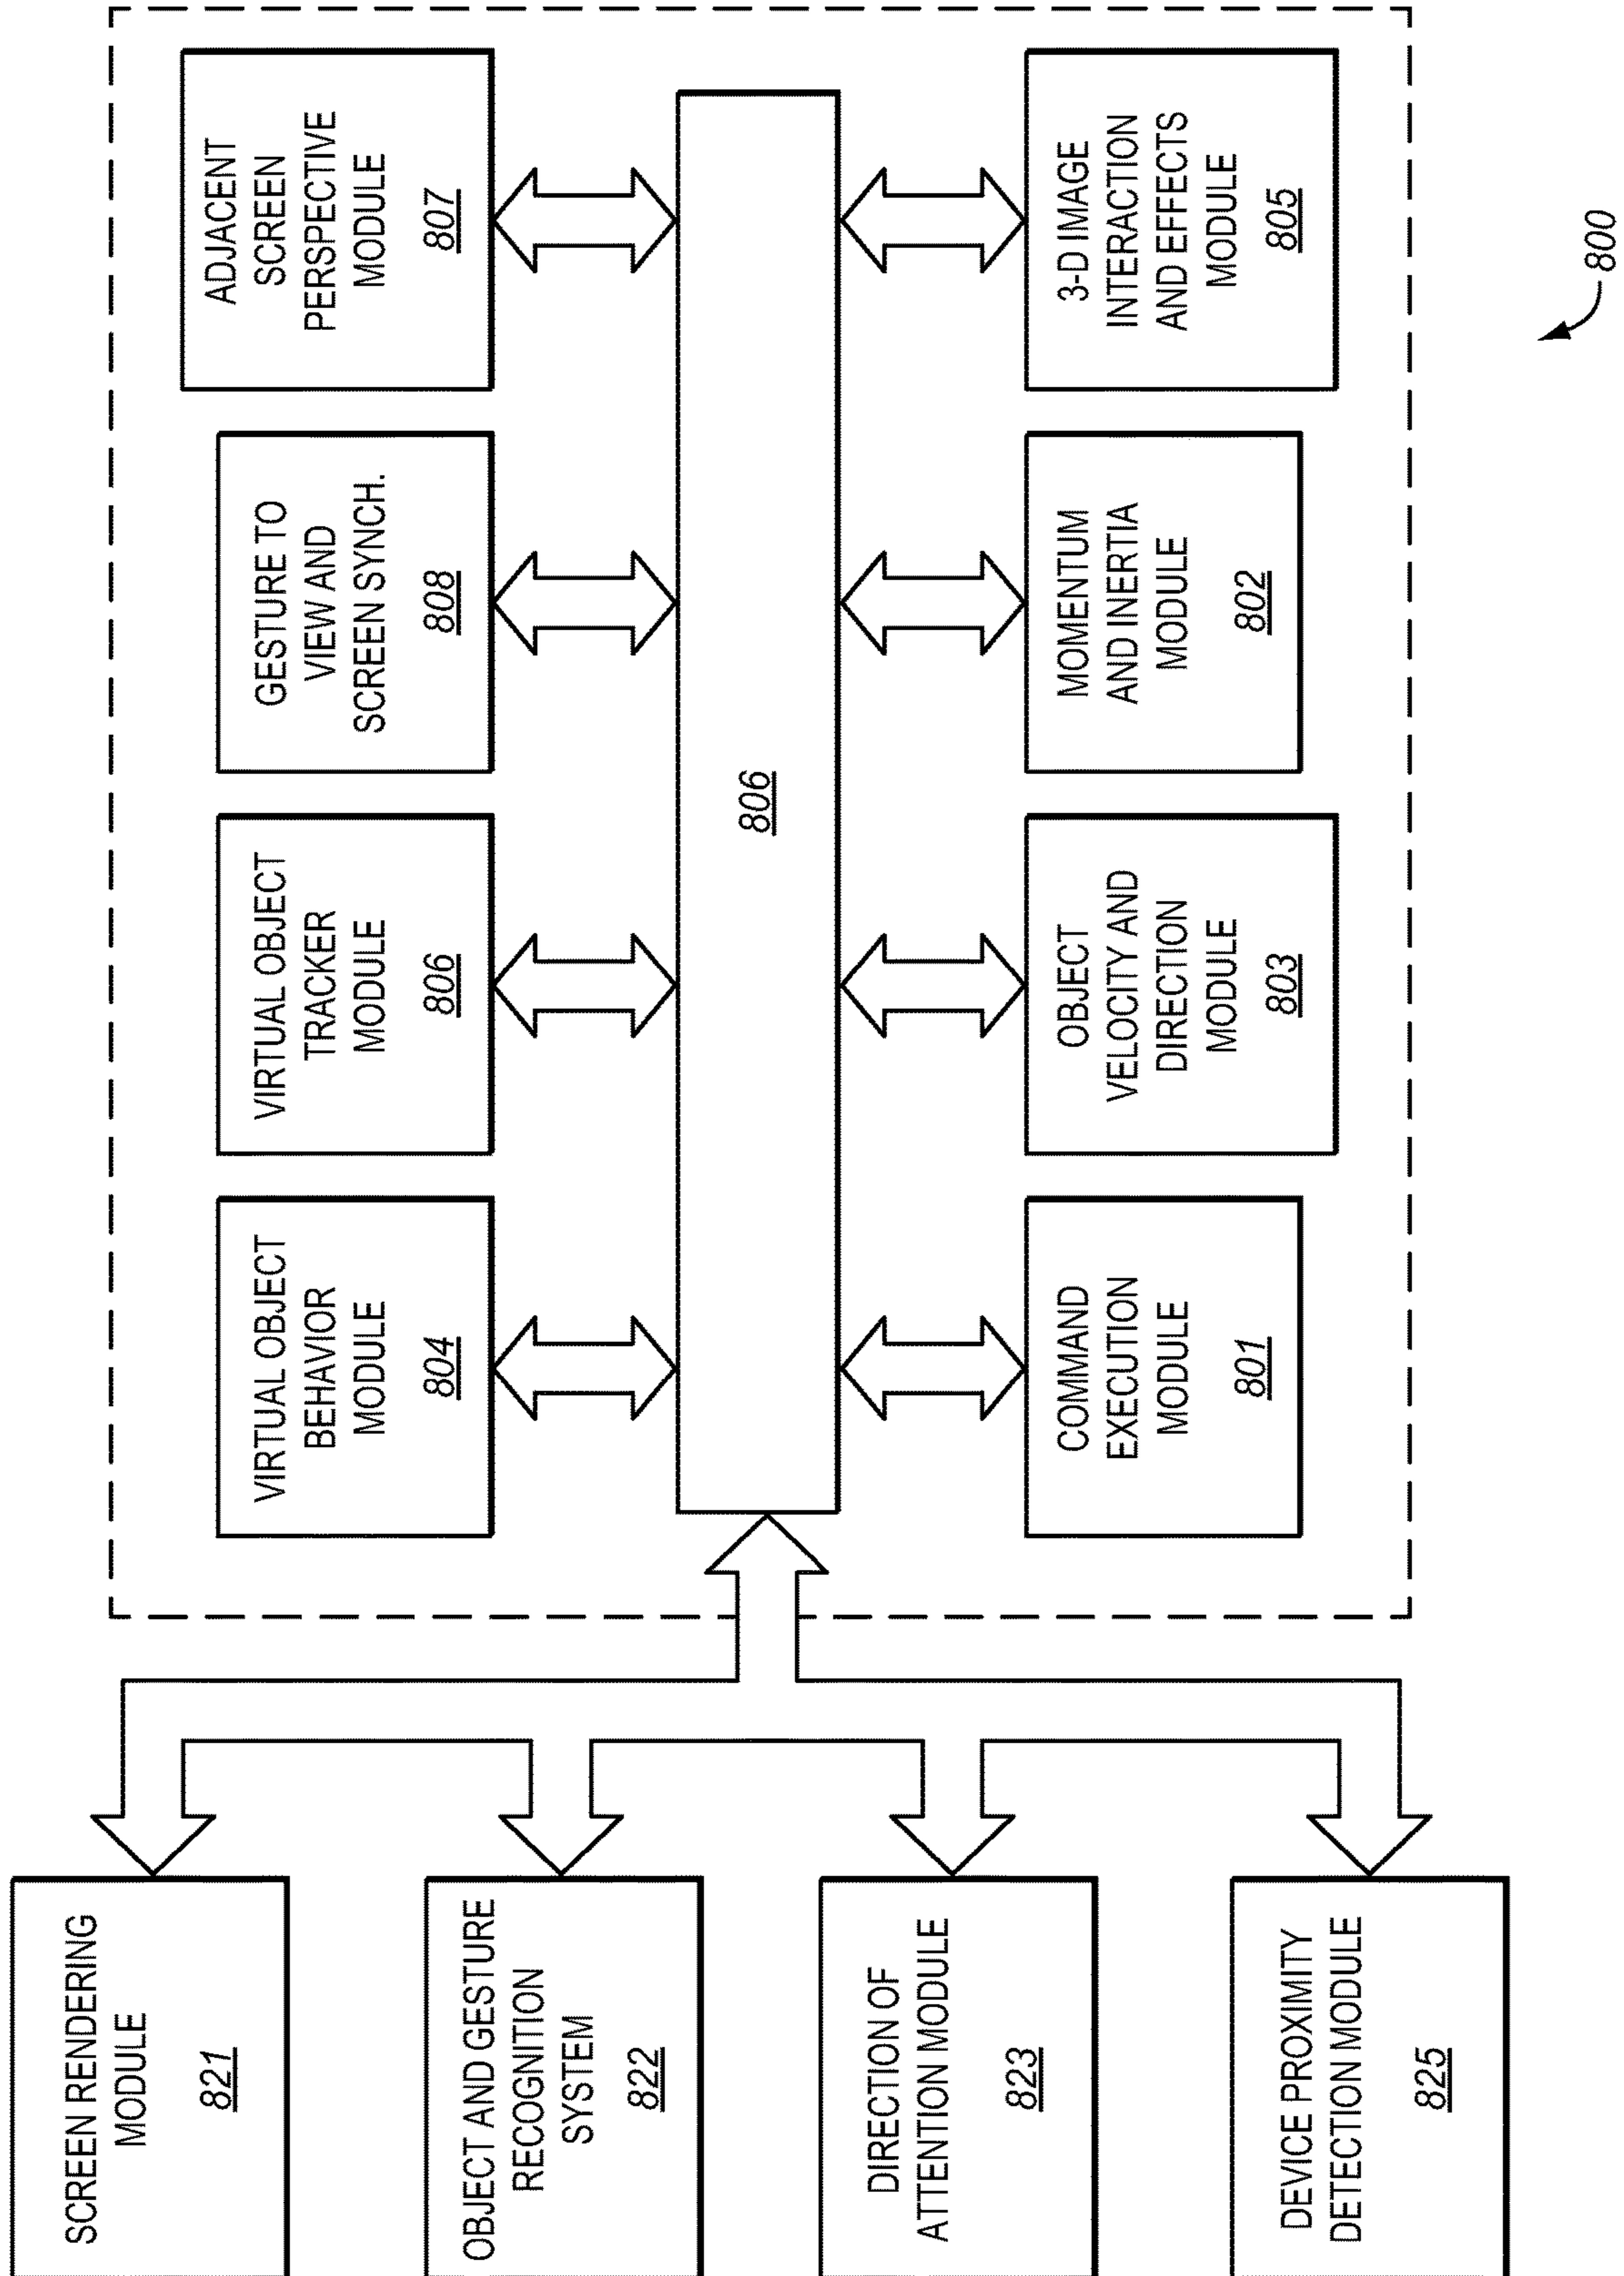 SCREEN RENDERING
MODULE
821
OBJECT AND GESTURE
RECOGNITION
SYSTEM
822
DIRECTION OF
ATTENTION MODULE
823
DEVICE PROXIMITY
DETECTION MODULE
825
VIRTUAL OBJECT
BEHAVIOR
MODULE
804
VIRTUAL OBJECT
TRACKER
MODULE
806
GESTURE TO
VIEW AND
SCREEN SYNCH.
808
ADJACENT
SCREEN
PERSPECTIVE
MODULE
807
806
COMMAND
EXECUTION
MODULE
801
OBJECT
VELOCITY AND
DIRECTION
MODULE
803
MOMENTUM
AND INERTIA
MODULE
802
3-D IMAGE
INTERACTION
AND EFFECTS
MODULE
805
800